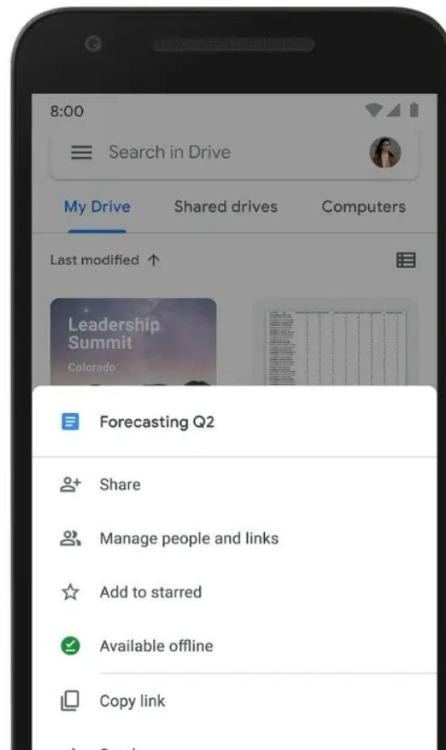 8:00
Search in Drive
My Drive Shared drives Computers
Last modified
Leadership
Summit
Colorado
Forecasting Q2
Share
Manage people and links
Add to starred
Available offline
Copy link